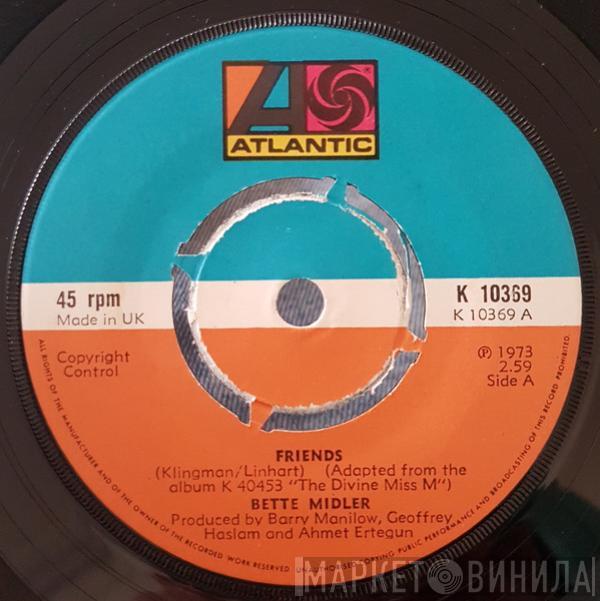 ATLANTIC
45 rpm
Made in UK
K 10369
K 10369 A
Copyright
Control
℗ 1973
2.59
Side A
FRIENDS
(Klingman/Linhart) (Adapted from the
album K 40453 "The Divine Miss M")
BETTE MIDLER
Produced by Barry Manilow, Geoffrey
Haslam and Ahmet Ertegun
ALL RIGHTS OF THE MANUFACTURER AND OF THE OWNER OF THE RECORDED WORK RESERVED UNAUTHORISED COPYING PUBLIC PERFORMANCE AND BROADCASTING OF THIS RECORD PROHIBITED.
МАРКЕТ ВИНИЛА